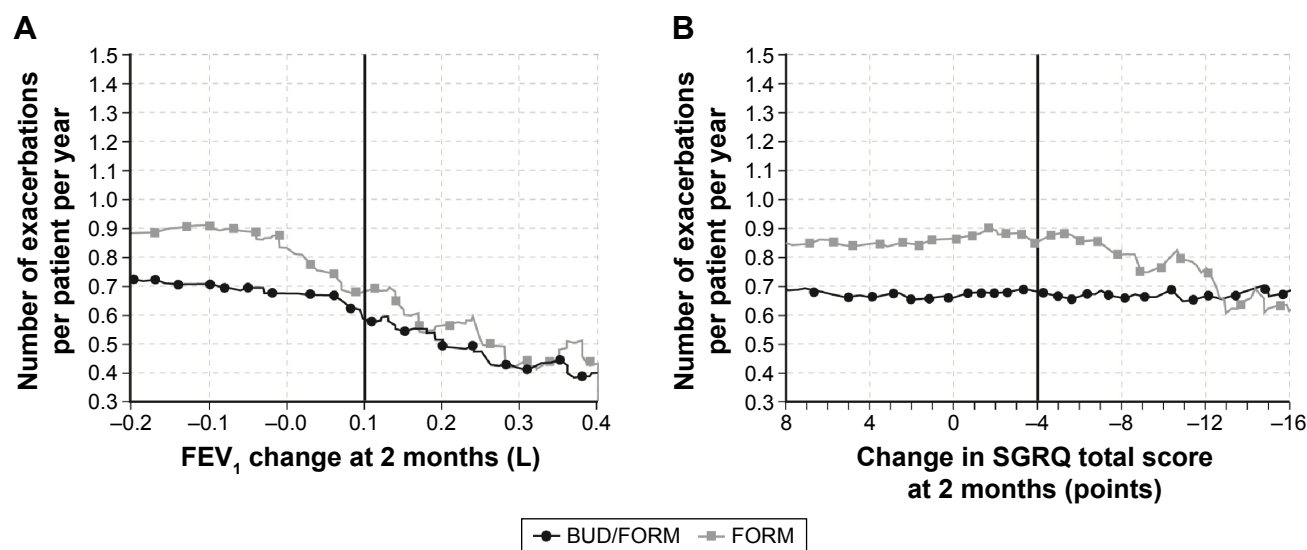 A
Number of exacerbations
per patient per year
1.5
1.4
1.3
1.2
1.1
1.0
0.9
0.8
0.7
0.6
0.5
0.4
0.3
–0.2 –0.1 –0.0 0.1 0.2 0.3 0.4
FEV1 change at 2 months (L)
B
Number of exacerbations
per patient per year
1.5
1.4
1.3
1.2
1.1
1.0
0.9
0.8
0.7
0.6
0.5
0.4
0.3
8 4 0 –4 –8 –12 –16
Change in SGRQ total score
at 2 months (points)
BUD/FORM FORM